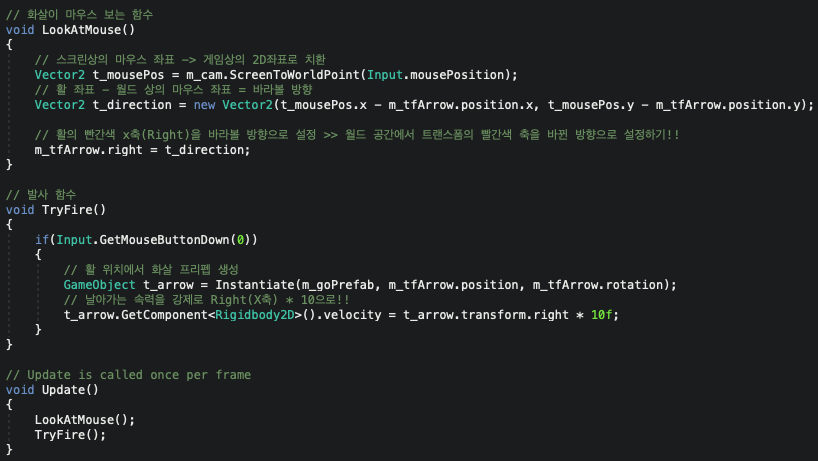 // 화살이 마우스 보는 함수
void LookAtMouse()
{
// 스크린상의 마우스 좌표 -> 게임상의 2D좌표로 치환
Vector2 t_mousePos = m_cam.ScreenToWorldPoint(Input.mousePosition);
// 활 좌표 - 월드 상의 마우스 좌표 = 바라볼 방향
Vector2 t_direction = new Vector2(t_mousePos.x - m_tfArrow.position.x, t_mousePos.y - m_tfArrow.position.y);
// 활의 빤간색 x축(Right)을 바라볼 방향으로 설정 >> 월드 공간에서 트랜스폼의 빨간색 축을 바뀐 방향으로 설정하기!!
m_tfArrow.right = t_direction;
}
// 발사 함수
void TryFire()
{
if(Input.GetMouseButtonDown(0))
{
// 활 위치에서 화살 프리펩 생성
GameObject t_arrow = Instantiate(m_goPrefab, m_tfArrow.position, m_tfArrow.rotation);
// 날아가는 속력을 강제로 Right(X축) * 10으로!!
t_arrow.GetComponent<Rigidbody2D>().velocity = t_arrow.transform.right * 10f;
}
}
// Update is called once per frame
void Update()
{
LookAtMouse();
TryFire();
}